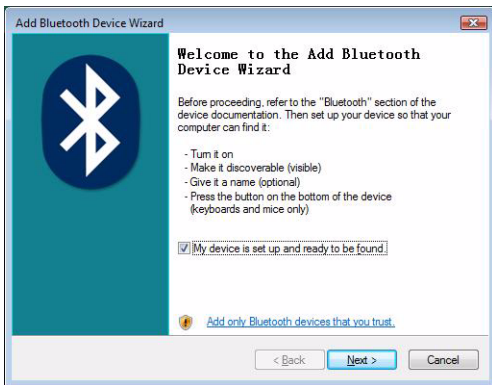 Add Bluetooth Device Wizard
Welcome to the Add Bluetooth
Device Wizard
Before proceeding, refer to the "Bluetooth" section of the
device documentation. Then set up your device so that your
computer can find it:
- Turn it on
- Make it discoverable (visible)
- Give it a name (optional)
- Press the button on the bottom of the device
(keyboards and mice only)
My device is set up and ready to be found.
Add only Bluetooth devices that you trust.
< Back Next > Cancel